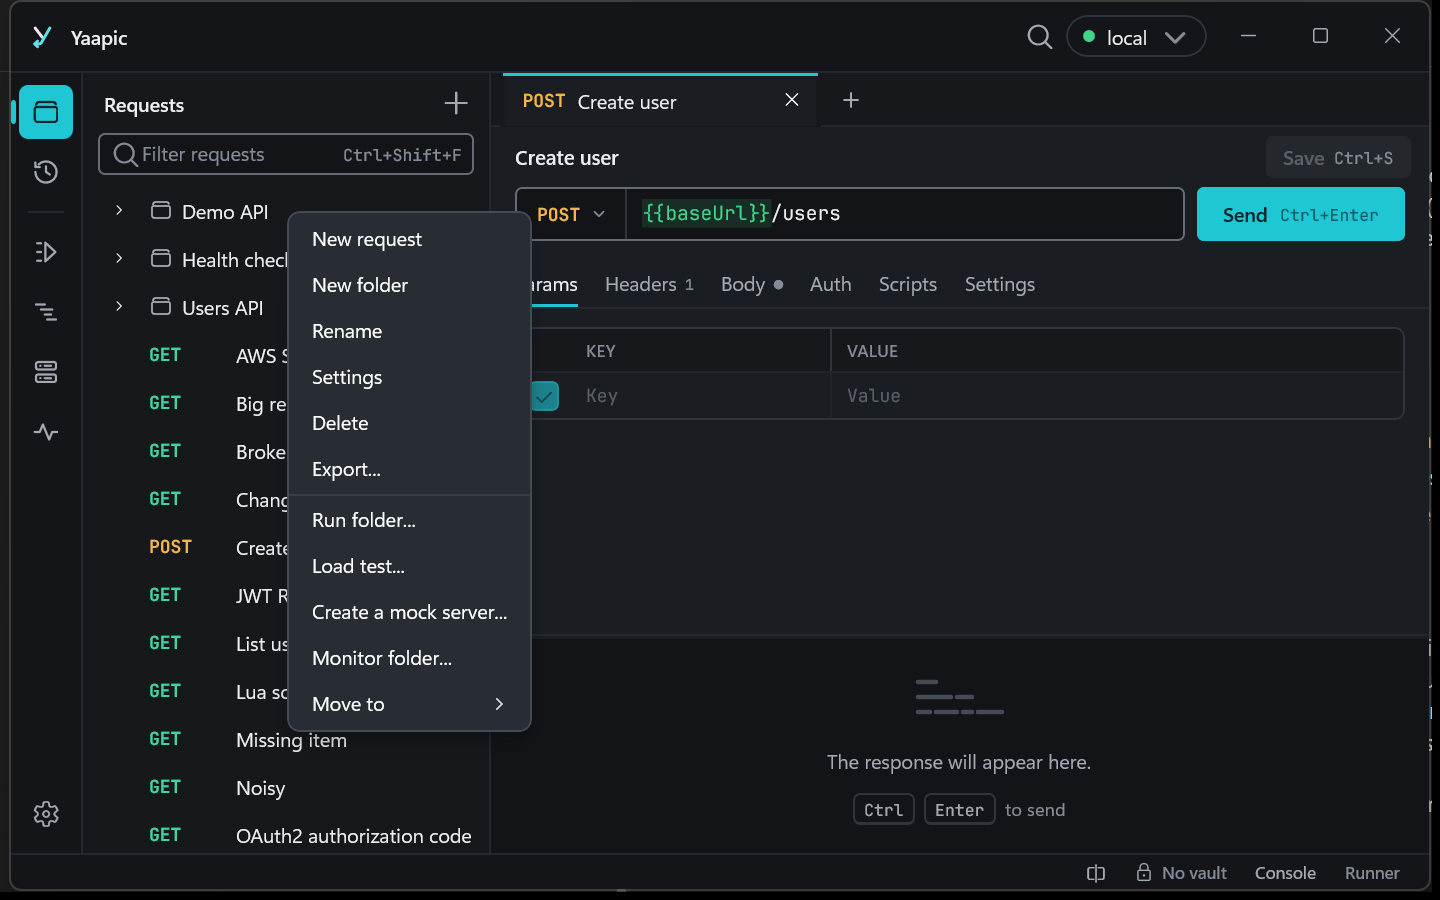 Yaapic
local
Requests
POST Create user
Filter requests Ctrl+Shift+F
Create user
Save Ctrl+S
POST {{baseUrl}}/users
Send Ctrl+Enter
Demo API
Health chec
Users API
GET AWS S
GET Big re
GET Broke
GET Chang
POST Create
GET JWT R
GET List us
GET Lua sc
GET Missing item
GET Noisy
GET OAuth2 authorization code
New request
New folder
Rename
Settings
Delete
Export...
Run folder...
Load test...
Create a mock server...
Monitor folder...
Move to
rams Headers 1 Body Auth Scripts Settings
KEY VALUE
Key Value
The response will appear here.
Ctrl Enter to send
No vault Console Runner